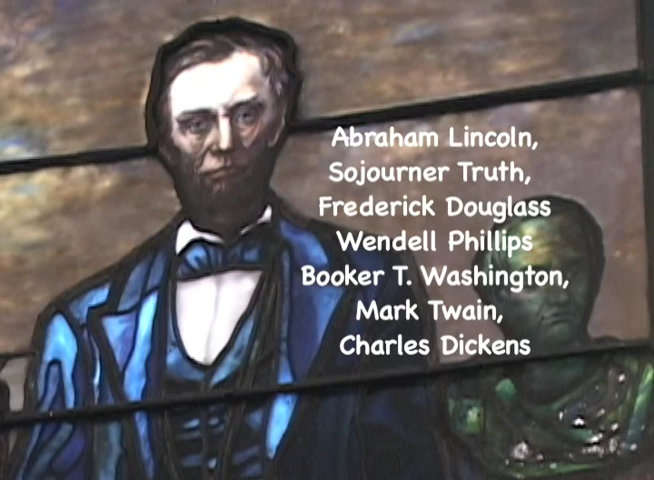 Abraham Lincoln,
Sojourner Truth,
Frederick Douglass
Wendell Phillips
Booker T. Washington,
Mark Twain,
Charles Dickens